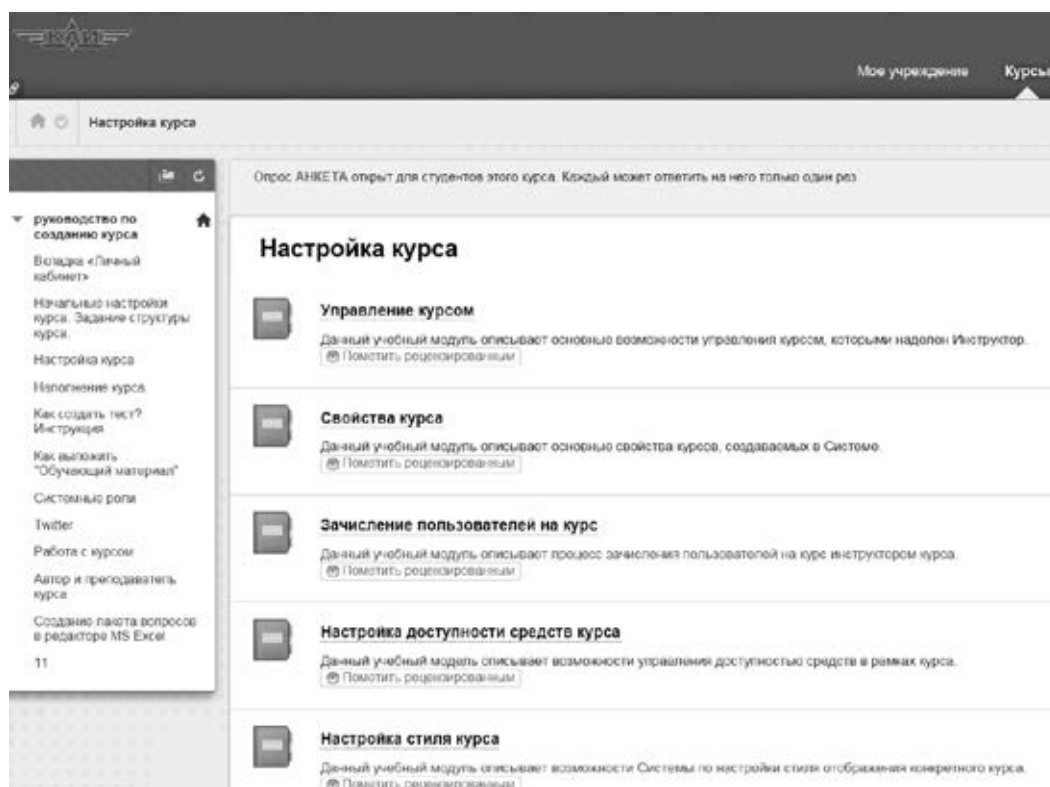 КАИ
Мое учреждение Курсы
Настройка курса
Опрос АНКЕТА открыт для студентов этого курса. Каждый может ответить на него только один раз
руководство по
созданию курса
Вкладка «Личный
кабинет»
Начальные настройки
курса. Задание структуры
курса.
Настройка курса
Наполнение курса
Как создать тест?
Инструкция
Как выложить
"Обучающий материал"
Системные роли
Twitter
Работа с курсом
Автор и преподаватель
курса
Создание пакета вопросов
в редакторе MS Excel
11
Настройка курса
Управление курсом
Данный учебный модуль описывает основные возможности управления курсом, которыми наделен Инструктор.
Пометить рецензированным
Свойства курса
Данный учебный модуль описывает основные свойства курсов, создаваемых в Системе.
Пометить рецензированным
Зачисление пользователей на курс
Данный учебный модуль описывает процесс зачисления пользователей на курс инструктором курса.
Пометить рецензированным
Настройка доступности средств курса
Данный учебный модель описывает возможности управления доступностью средств в рамках курса.
Пометить рецензированным
Настройка стиля курса
Данный учебный модуль описывает возможности Системы по настройки стиля отображения конкретного курса.
Пометить рецензированным